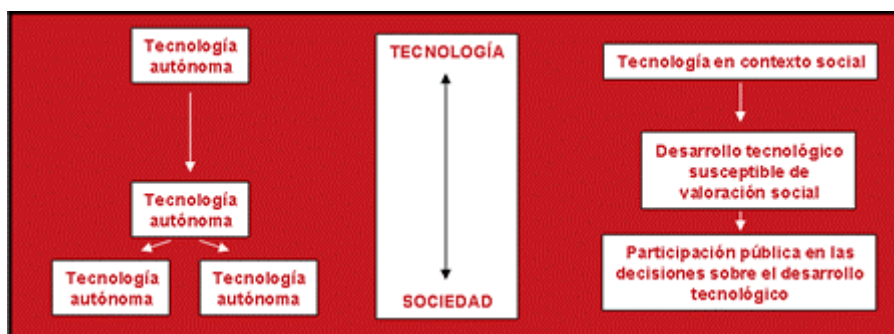 Tecnología
autónoma
Tecnología
autónoma
Tecnología
autónoma
Tecnología
autónoma
TECNOLOGÍA
SOCIEDAD
Tecnología en contexto social
Desarrollo tecnológico
susceptible de
valoración social
Participación pública en las
decisiones sobre el desarrollo
tecnológico